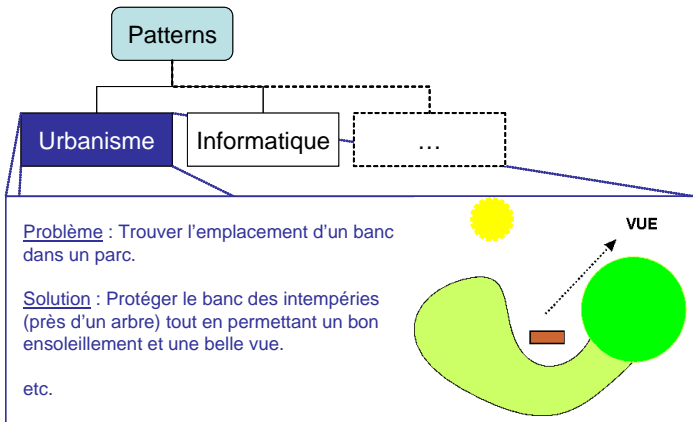 Patterns
Urbanisme
Informatique
...
Problème : Trouver l’emplacement d’un banc
dans un parc.
Solution : Protéger le banc des intempéries
(près d’un arbre) tout en permettant un bon
ensoleillement et une belle vue.
etc.
VUE